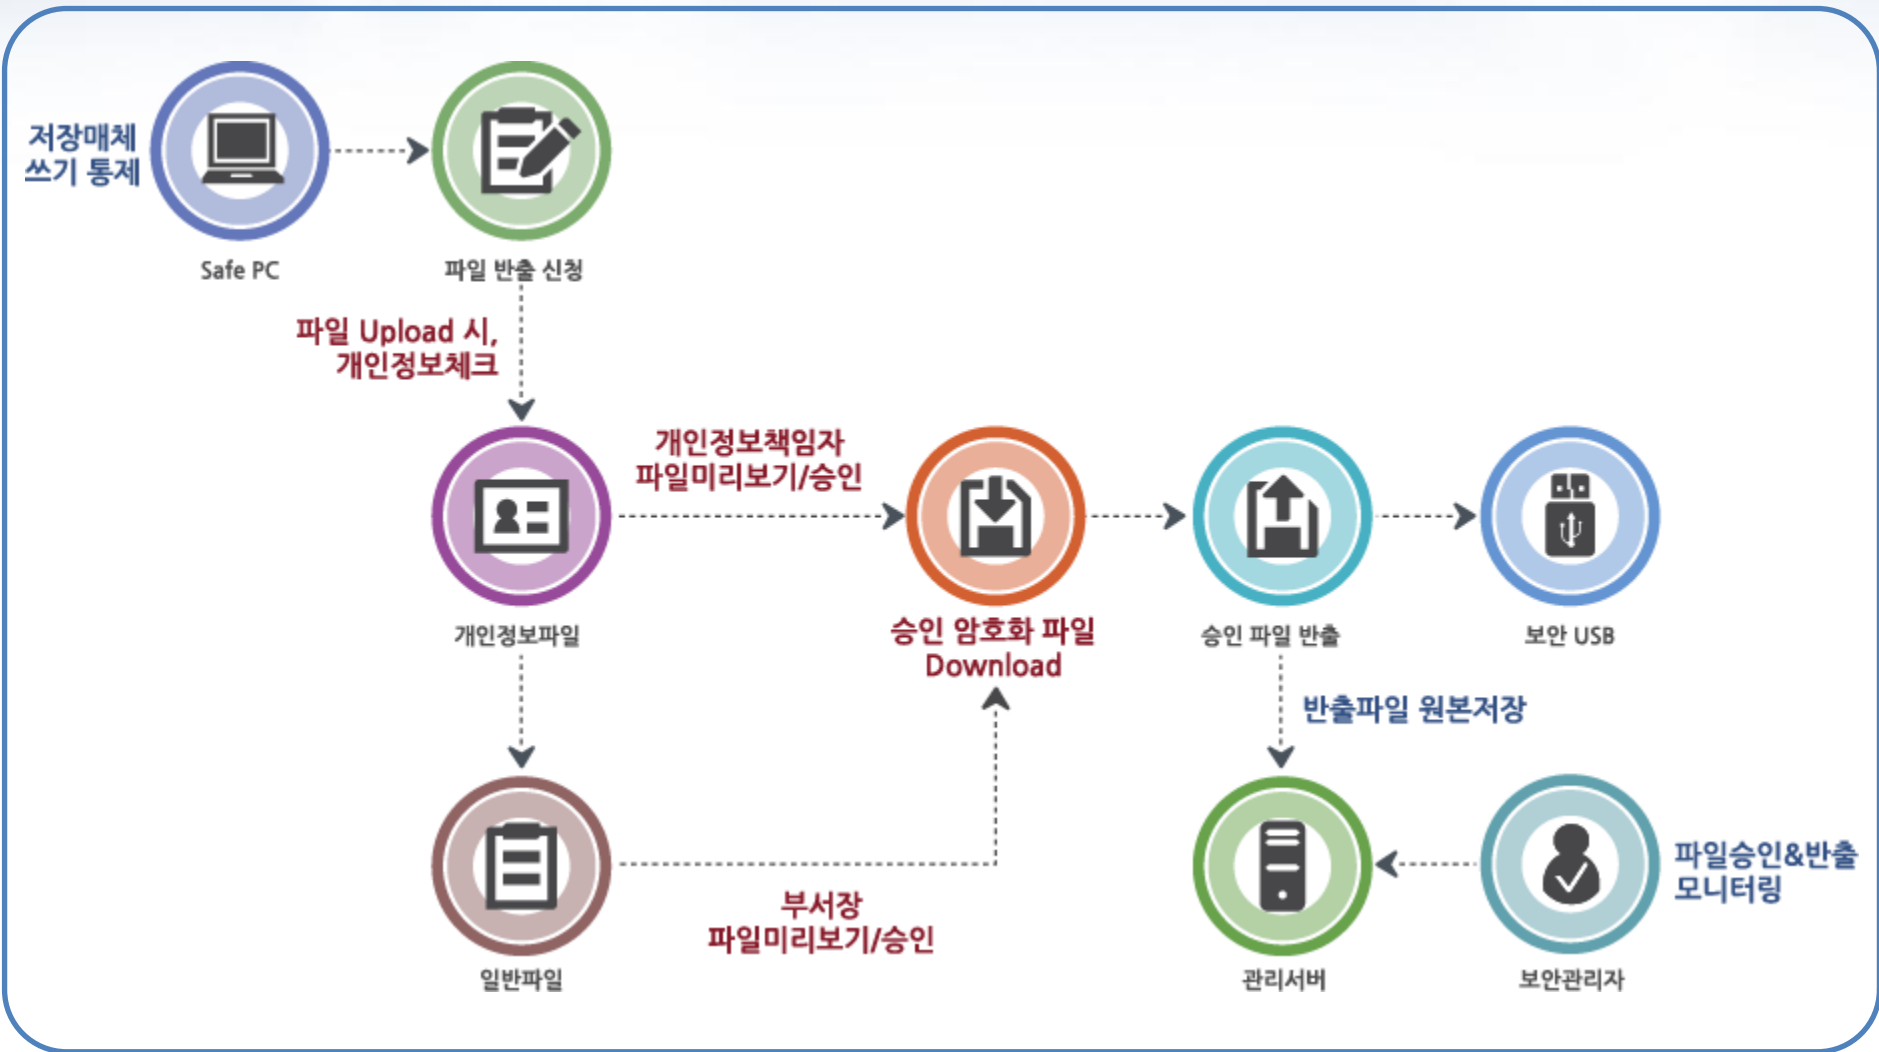 저장매체
쓰기 통제
Safe PC
파일 반출 신청
파일 Upload 시,
개인정보체크
개인정보책임자
파일미리보기/승인
개인정보파일
승인 암호화 파일
Download
승인 파일 반출
보안 USB
반출파일 원본저장
부서장
파일미리보기/승인
파일승인&반출
모니터링
일반파일
관리서버
보안관리자